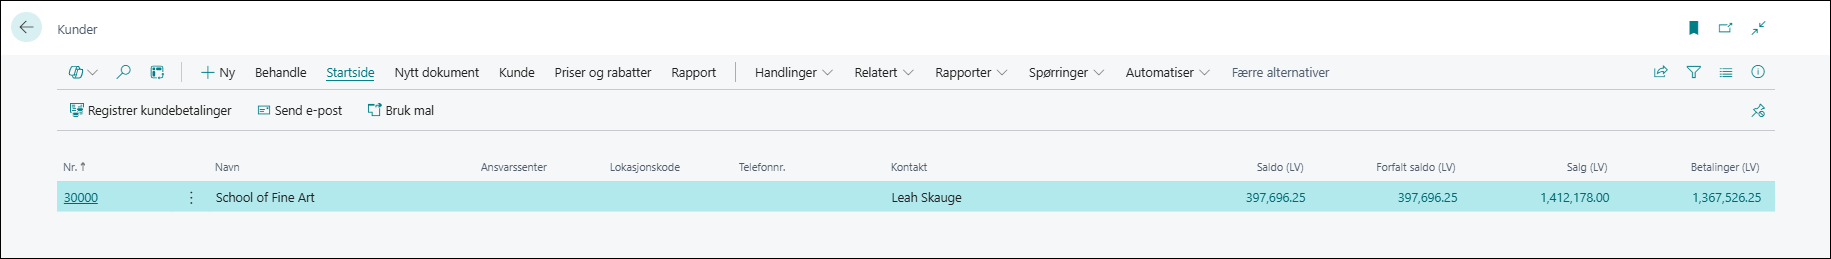 Kunder
Ny Behandle Startside Nytt dokument Kunde Priser og rabatter Rapport Handlinger Relatert Rapporter Spørringer Automatiser Færre alternativer
Registrer kundebetalinger Send e-post Bruk mal
Nr. ↑ Navn Ansvarssenter Lokasjonskode Telefonnr. Kontakt Saldo (LV) Forfalt saldo (LV) Salg (LV) Betalinger (LV)
30000 School of Fine Art Leah Skauge 397,696.25 397,696.25 1,412,178.00 1,367,526.25